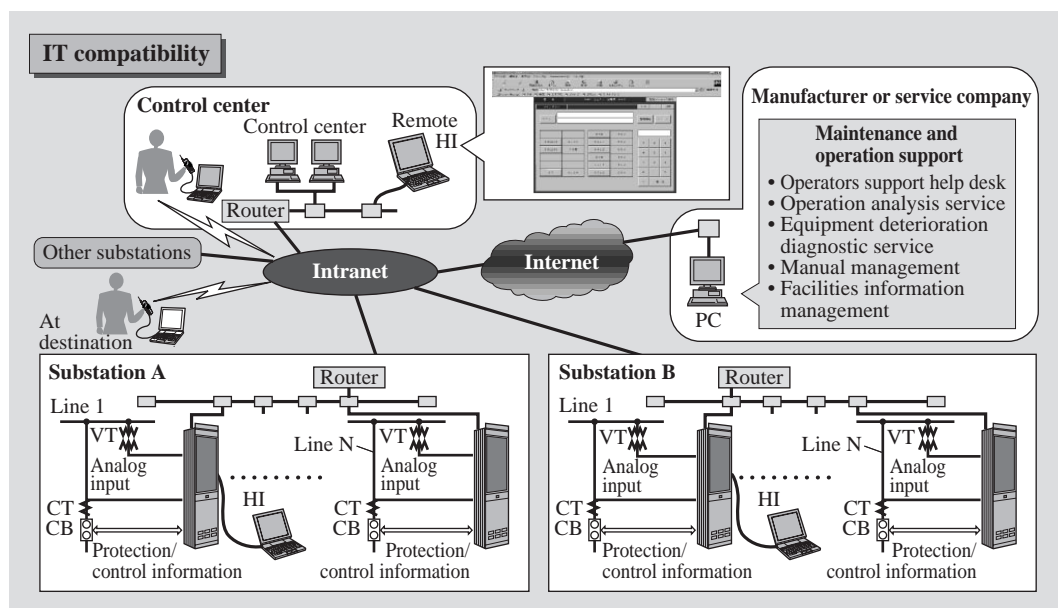 IT compatibility
Control center
Control center
Remote
HI
Router
Other substations
At
destination
Intranet
Internet
Manufacturer or service company
Maintenance and
operation support
• Operators support help desk
• Operation analysis service
• Equipment deterioration
diagnostic service
• Manual management
• Facilities information
management
PC
Substation A
Router
Line 1
VT
Analog
input
CT
CB
Protection/
control information
HI
Line N
Analog
input
VT
CT
CB
Protection/
control information
Substation B
Router
Line 1
VT
Analog
input
CT
CB
Protection/
control information
HI
Line N
Analog
input
VT
CT
CB
Protection/
control information